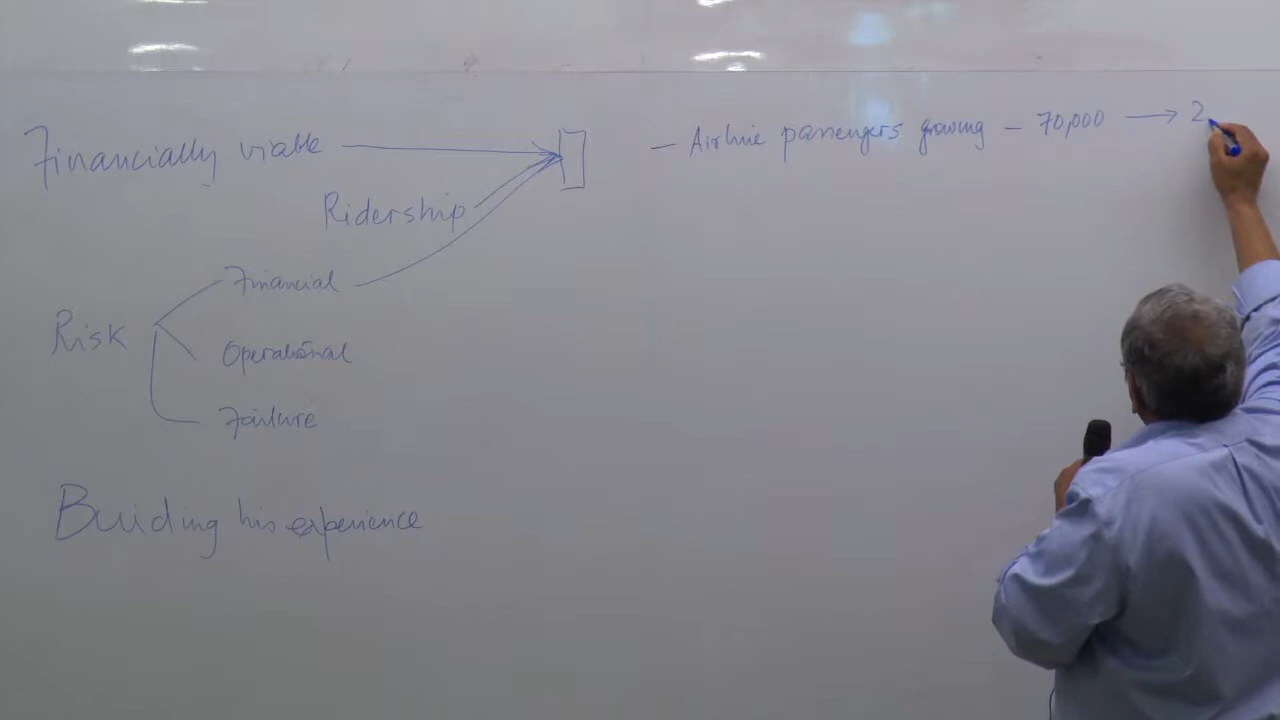 Financially viable
Ridership
Risk
Financial
Operational
Failure
Building his experience
— Airline passengers growing – 70,000 → 2